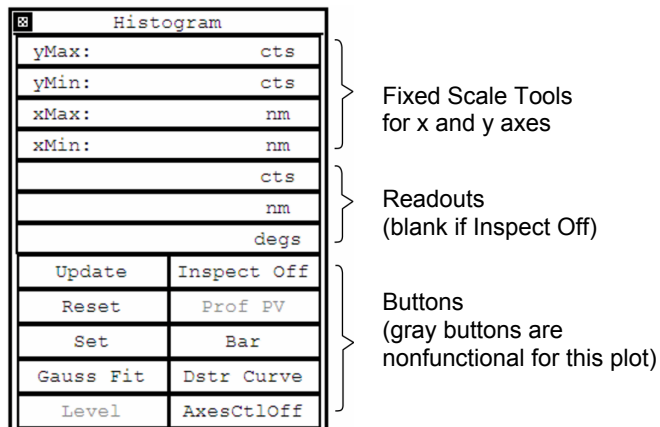 Histogram
yMax: cts
yMin: cts
xMax: nm
xMin: nm
Fixed Scale Tools
for x and y axes
cts
nm
degs
Readouts
(blank if Inspect Off)
Update Inspect Off
Reset Prof PV
Set Bar
Gauss Fit Dstr Curve
Level AxesCtlOff
Buttons
(gray buttons are
nonfunctional for this plot)